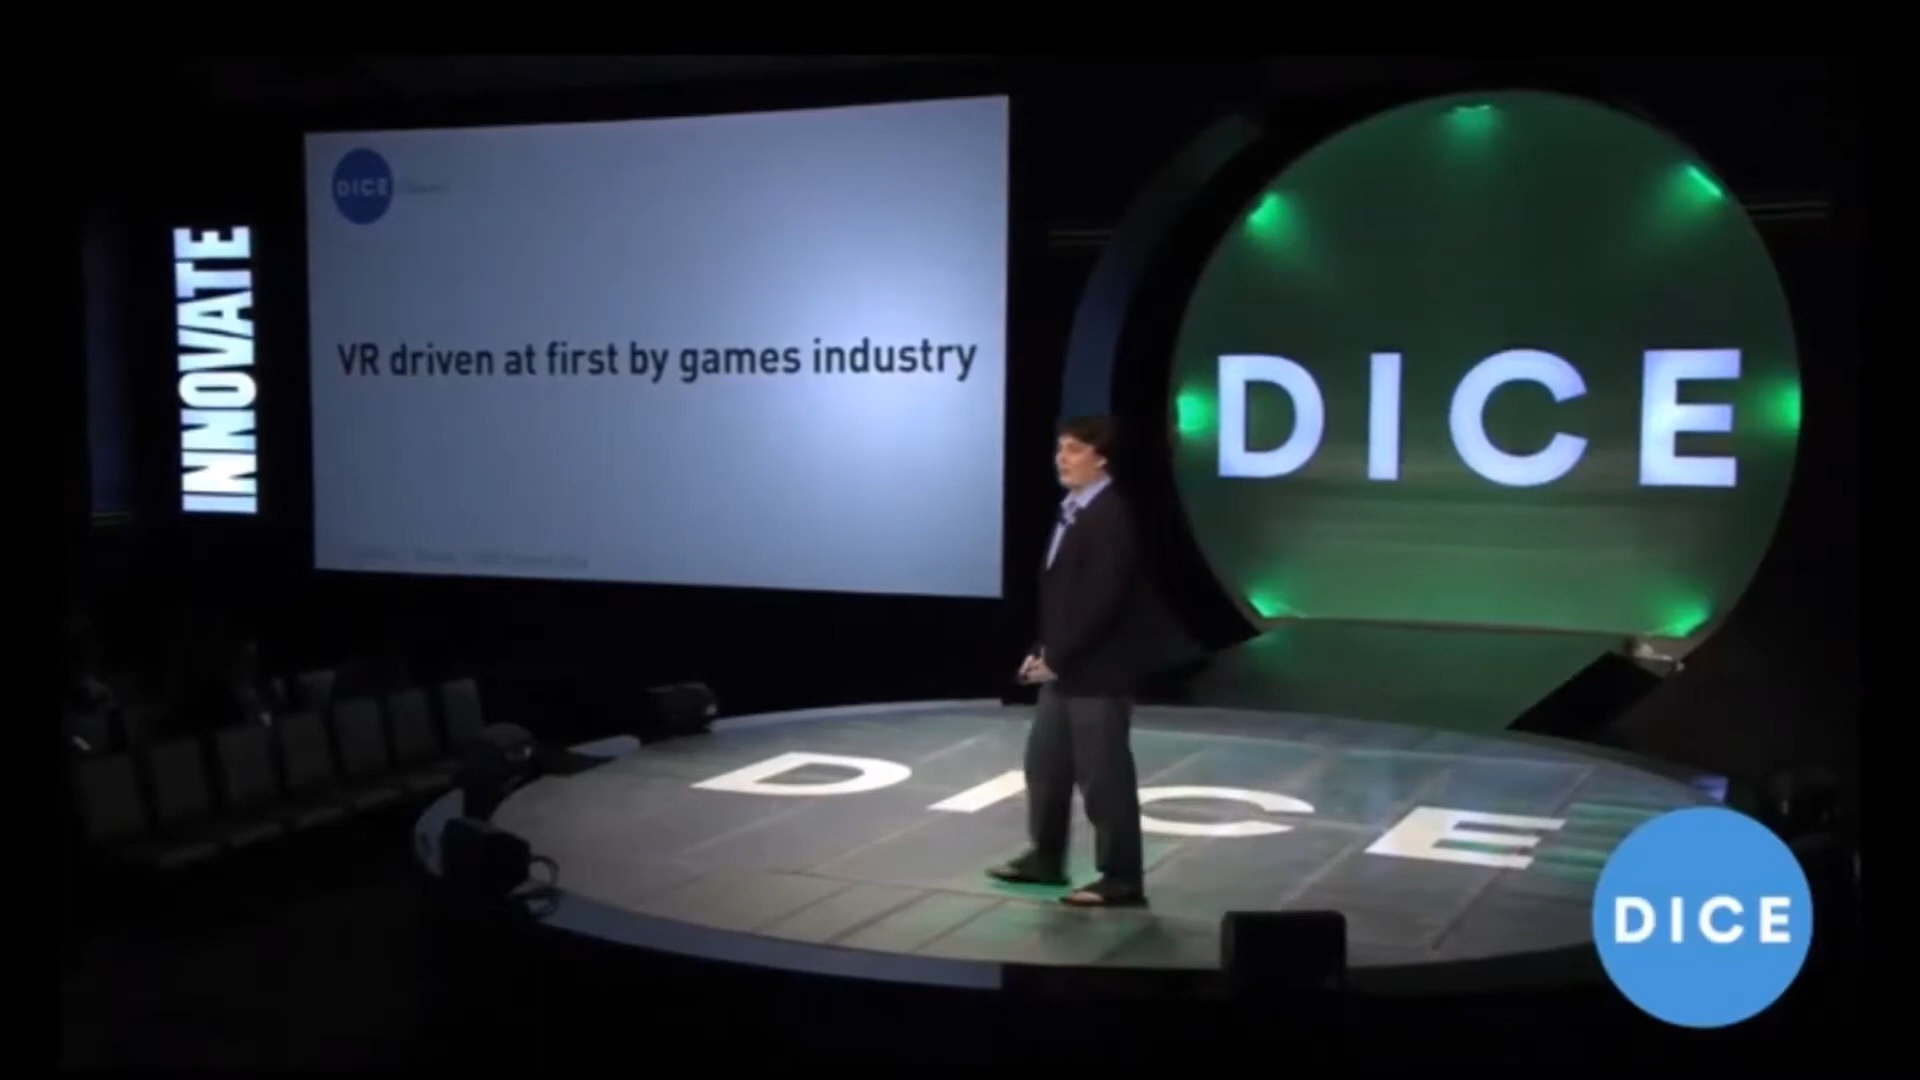 INNOVATE
DICE
VR driven at first by games industry
DICE
DICE
DICE